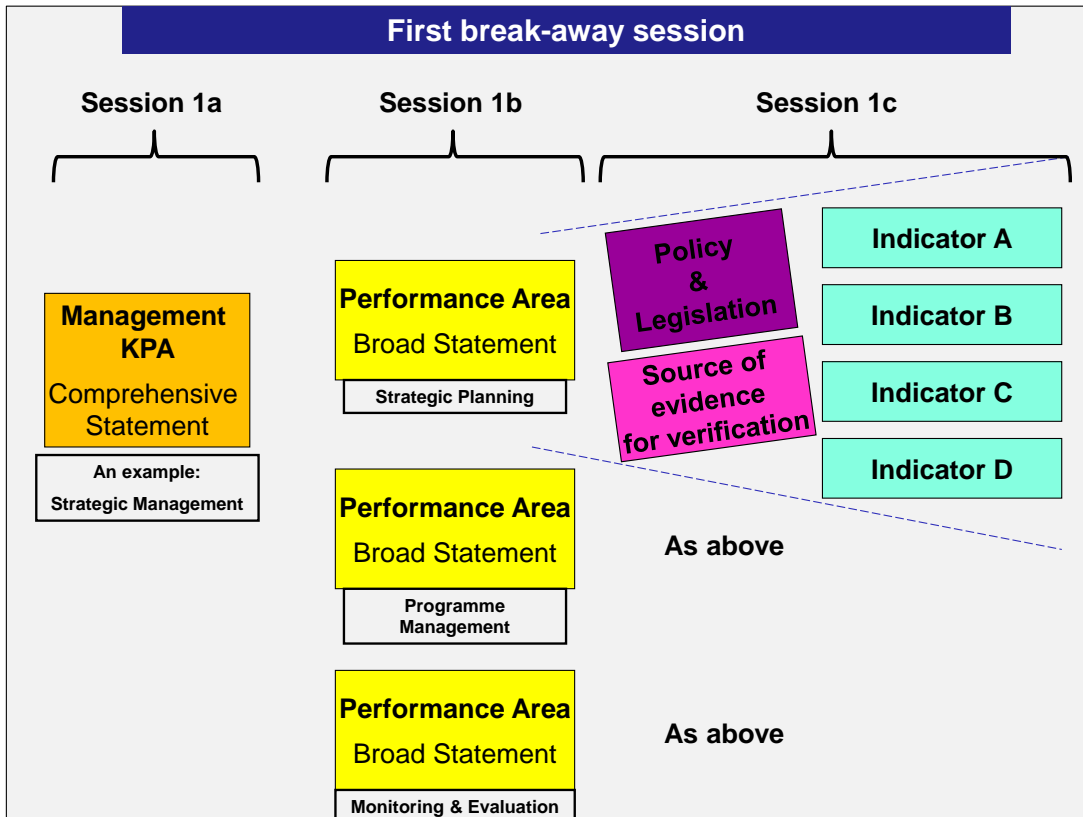 First break-away session
Session 1a
Session 1b
Session 1c
Management
KPA
Comprehensive
Statement
An example:
Strategic Management
Performance Area
Broad Statement
Strategic Planning
Performance Area
Broad Statement
Programme
Management
Performance Area
Broad Statement
Monitoring & Evaluation
Policy
&
Legislation
Source of
evidence
for verification
Indicator A
Indicator B
Indicator C
Indicator D
As above
As above